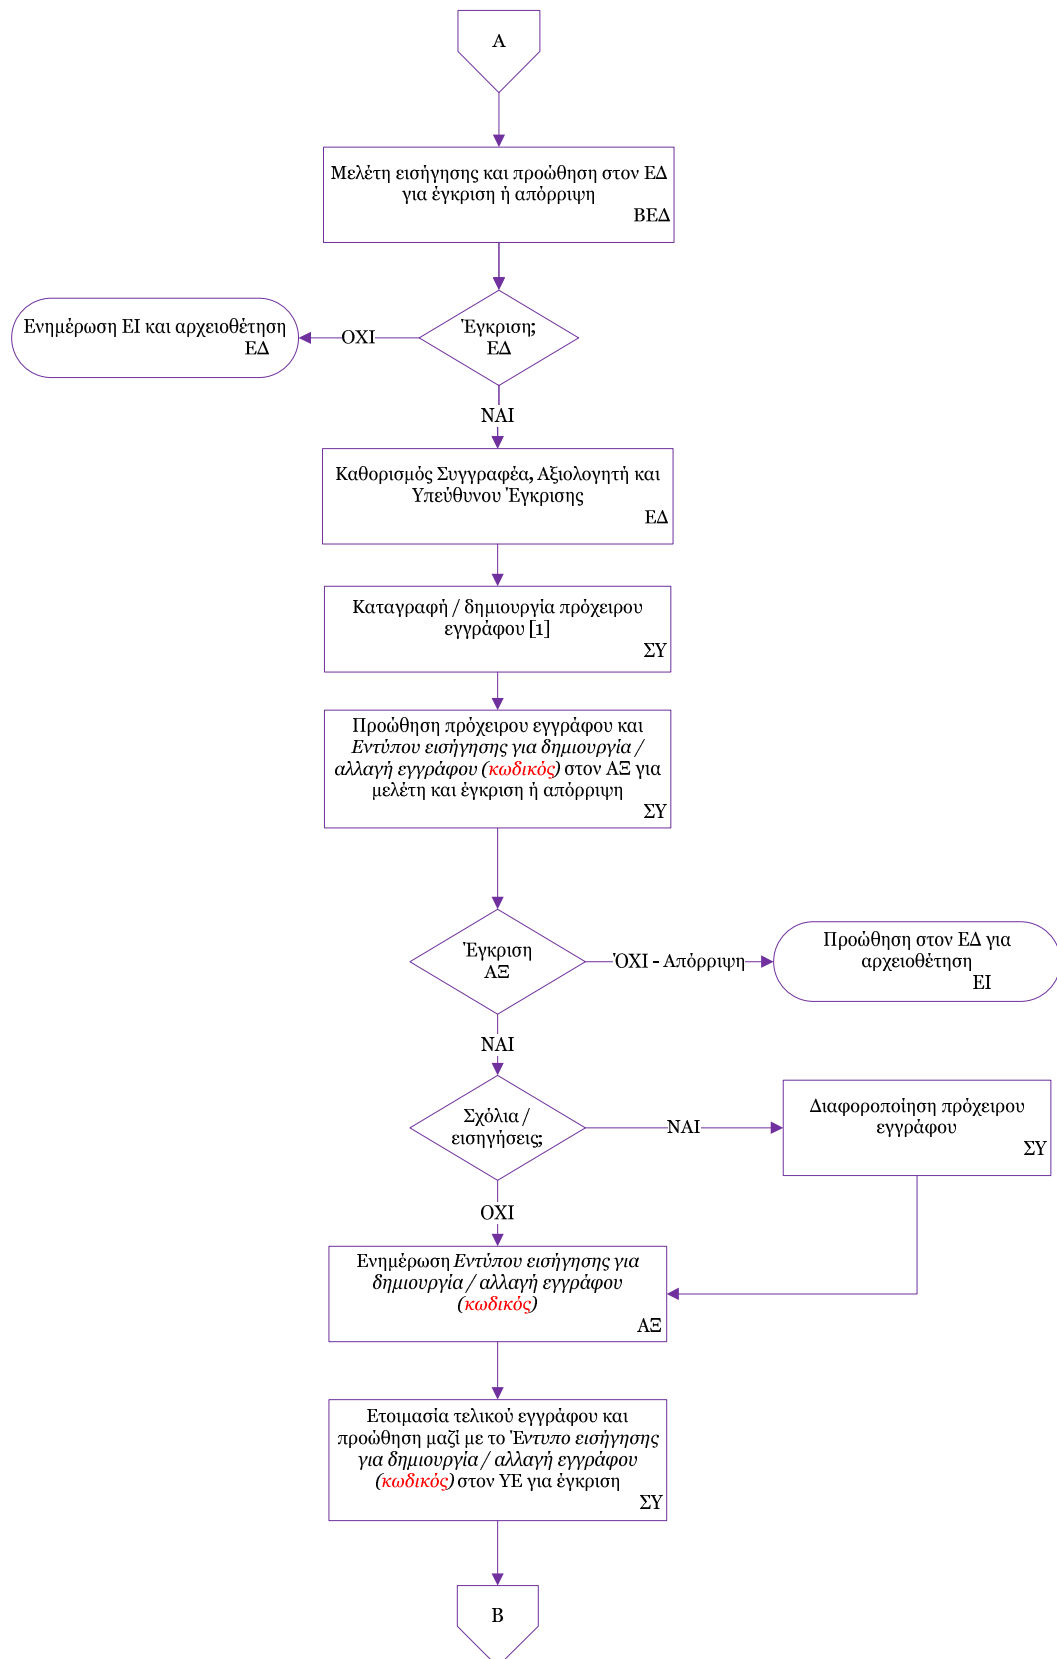 Α
Μελέτη εισήγησης και προώθηση στον ΕΔ
για έγκριση ή απόρριψη
ΒΕΔ
Έγκριση;
ΕΔ
ΟΧΙ
Ενημέρωση ΕΙ και αρχειοθέτηση
ΕΔ
ΝΑΙ
Καθορισμός Συγγραφέα, Αξιολογητή και
Υπεύθυνου Έγκρισης
ΕΔ
Καταγραφή / δημιουργία πρόχειρου
εγγράφου [1]
ΣΥ
Προώθηση πρόχειρου εγγράφου και
Εντύπου εισήγησης για δημιουργία /
αλλαγή εγγράφου (κωδικός) στον ΑΞ για
μελέτη και έγκριση ή απόρριψη
ΣΥ
Έγκριση
ΑΞ
ΌΧΙ - Απόρριψη
Προώθηση στον ΕΔ για
αρχειοθέτηση
ΕΙ
ΝΑΙ
Σχόλια /
εισηγήσεις;
ΝΑΙ
Διαφοροποίηση πρόχειρου
εγγράφου
ΣΥ
ΟΧΙ
Ενημέρωση Εντύπου εισήγησης για
δημιουργία / αλλαγή εγγράφου
(κωδικός)
ΑΞ
Ετοιμασία τελικού εγγράφου και
προώθηση μαζί με το Έντυπο εισήγησης
για δημιουργία / αλλαγή εγγράφου
(κωδικός) στον ΥΕ για έγκριση
ΣΥ
Β